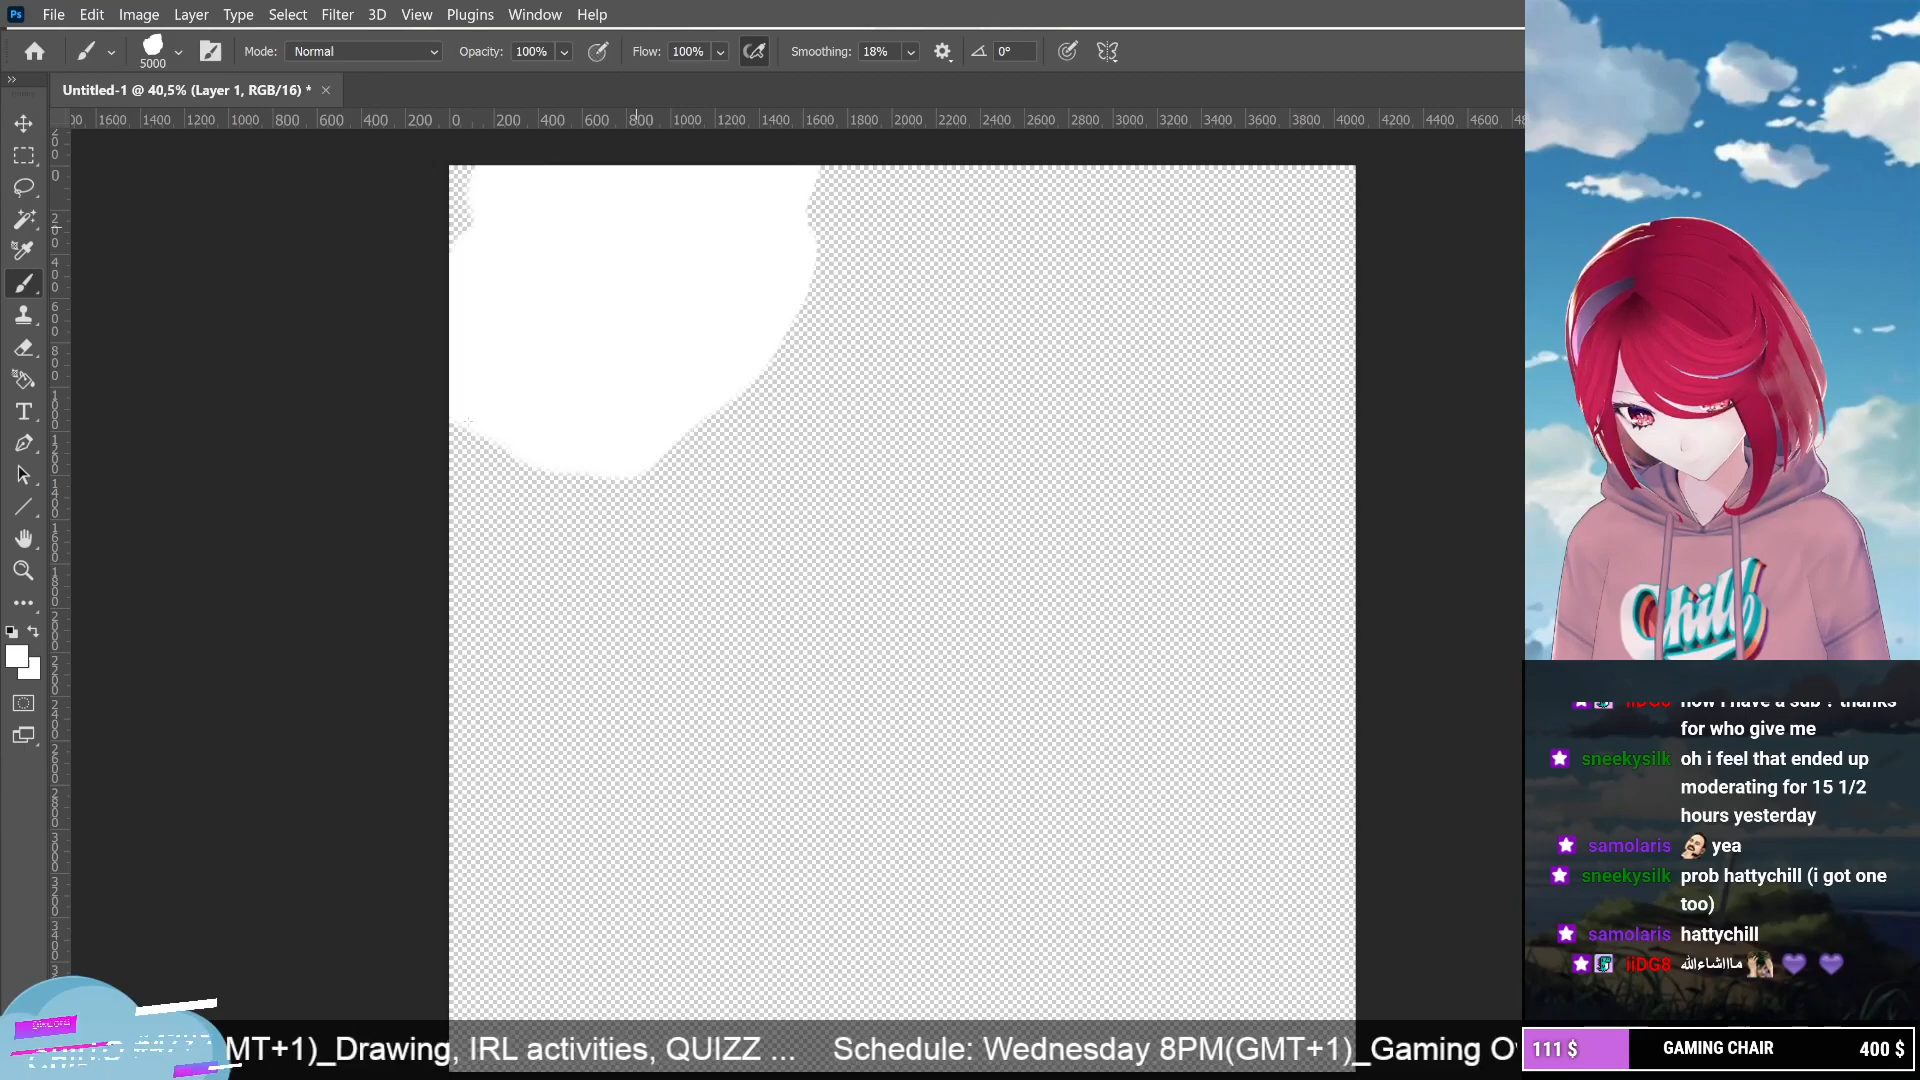 Ps File Edit Image Layer Type Select Filter 3D View Plugins Window Help
5000 Mode: Normal Opacity: 100% Flow: 100% Smoothing: 18% 0°
Untitled-1 @ 40,5% (Layer 1, RGB/16) * ×
1600 1400 1200 1000 800 600 400 200 0 200 400 600 800 1000 1200 1400 1600 1800 2000 2200 2400 2600 2800 3000 3200 3400 3600 3800 4000 4200 4400 4600
Chill
for who give me
sneekysilk oh i feel that ended up
moderating for 15 1/2
hours yesterday
samolaris yea
sneekysilk prob hattychill (i got one
too)
samolaris hattychill
iiDG8 مااشاءالله
MT+1)_Drawing, IRL activities, QUIZZ ... Schedule: Wednesday 8PM(GMT+1)_Gaming
111 $ GAMING CHAIR 400 $